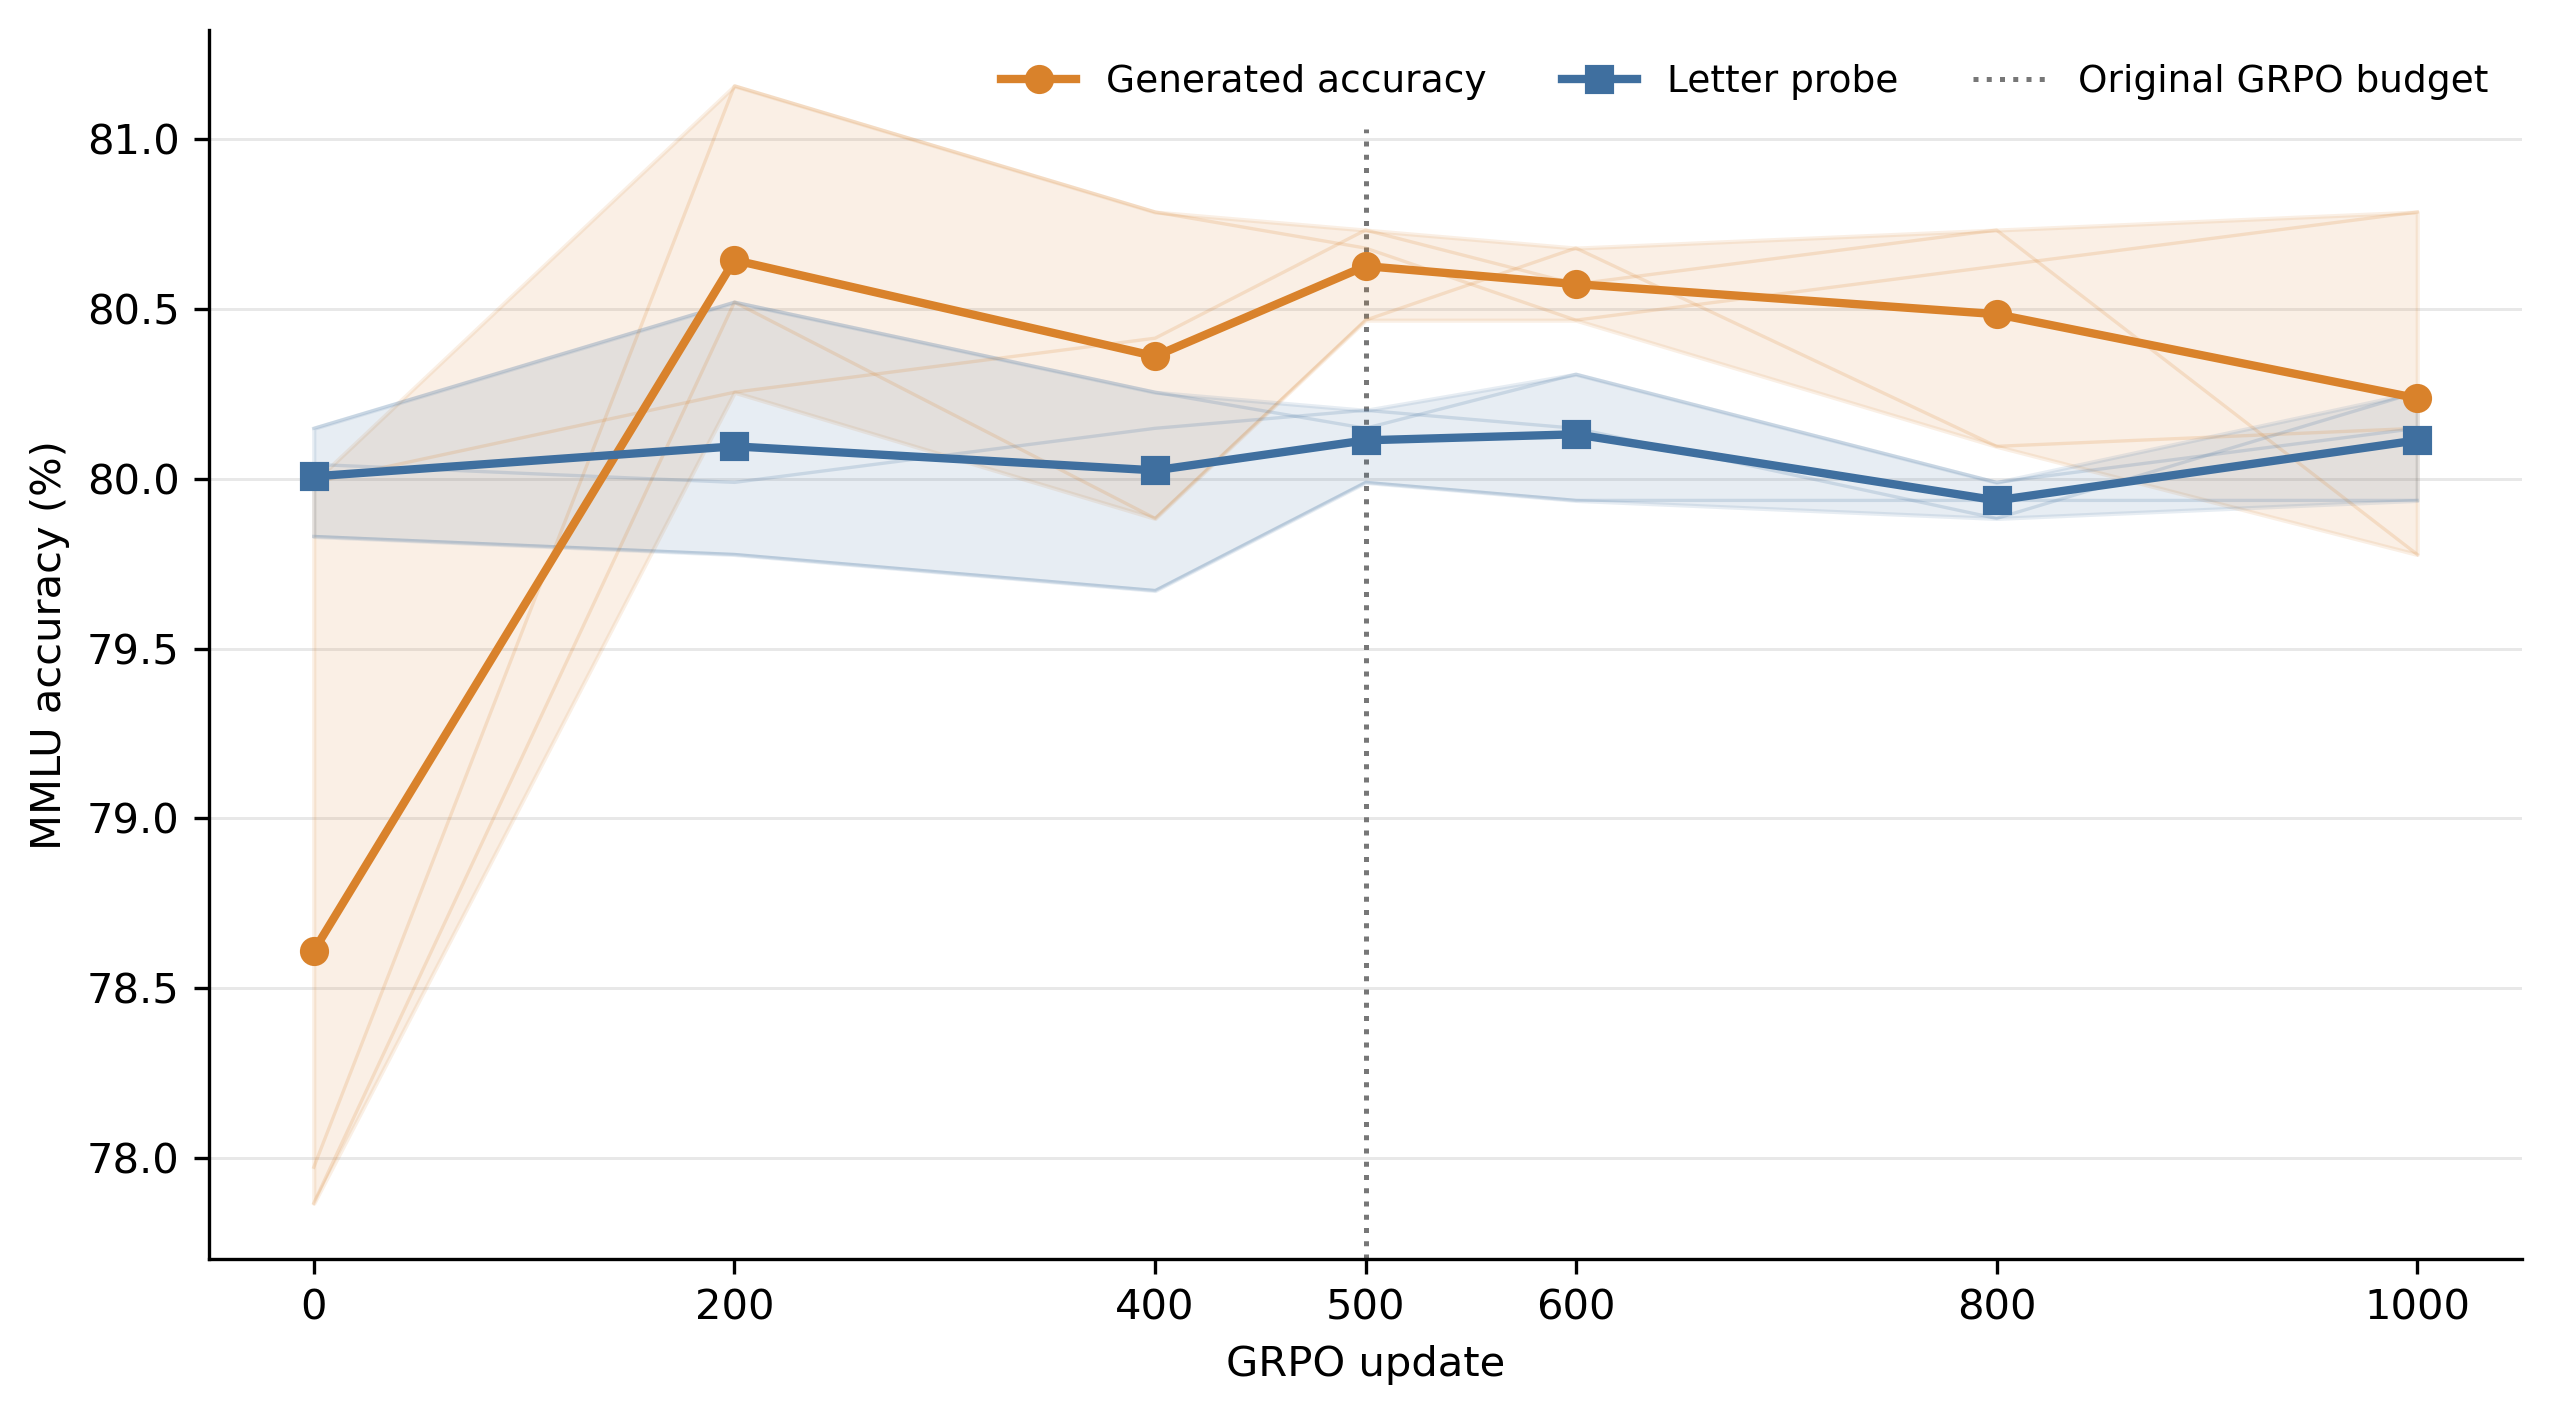 Generated accuracy
Letter probe
Original GRPO budget
MMLU accuracy (%)
81.0
80.5
80.0
79.5
79.0
78.5
78.0
0 200 400 500 600 800 1000
GRPO update